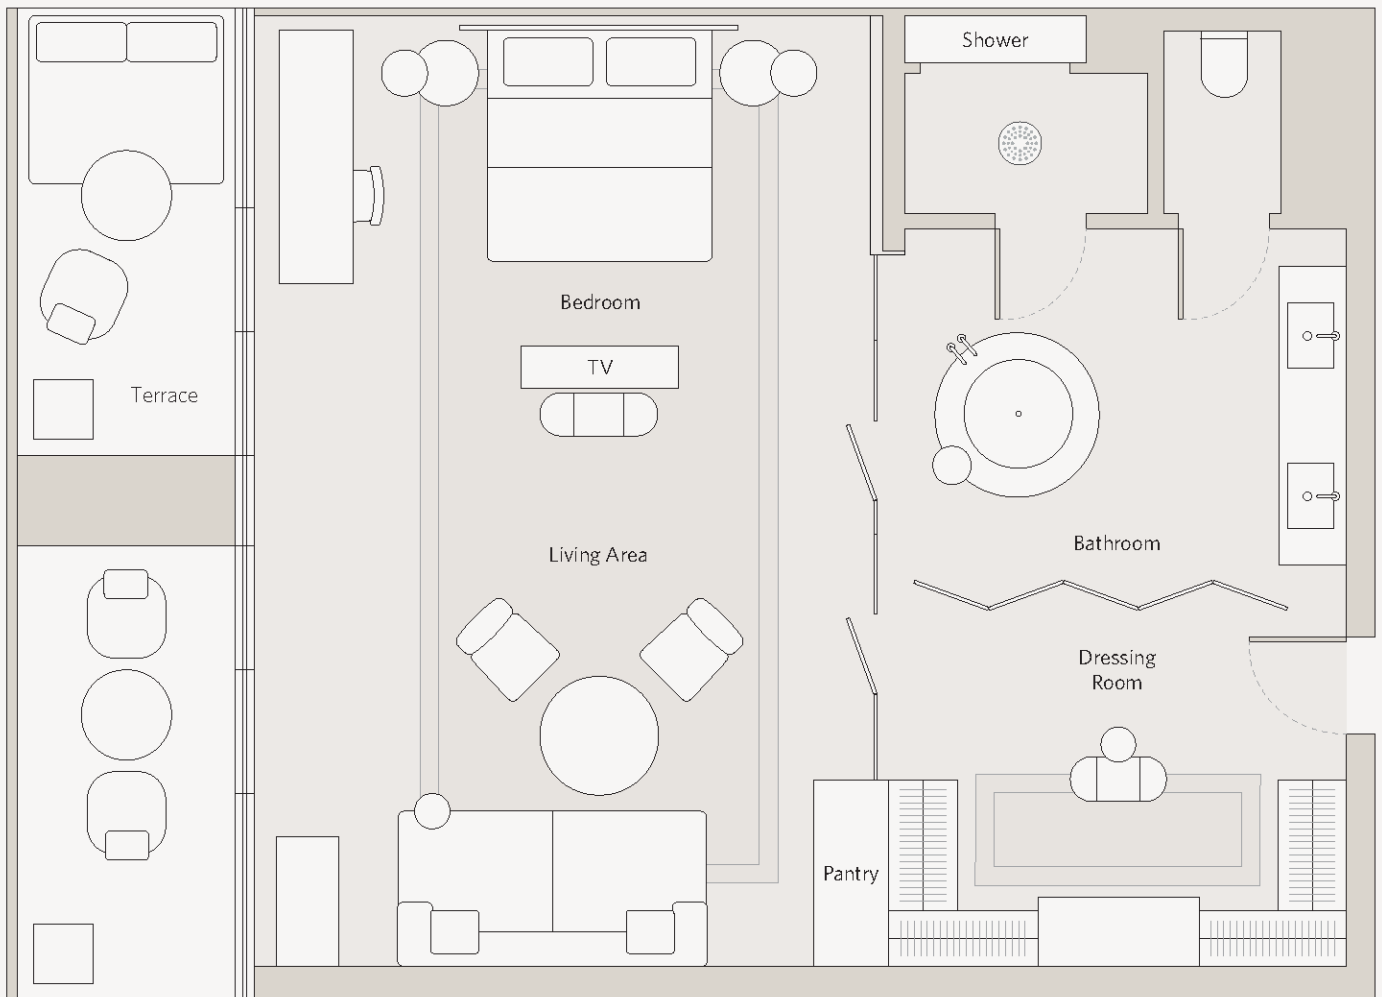 Shower
Bedroom
TV
Terrace
Living Area
Bathroom
Dressing
Room
Pantry